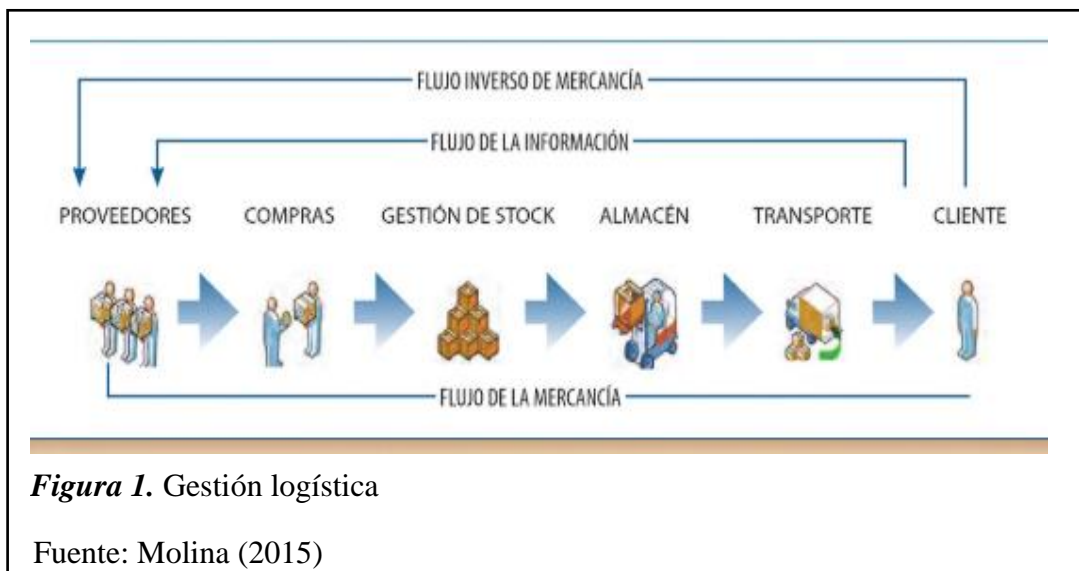 FLUJO INVERSO DE MERCANCÍA
FLUJO DE LA INFORMACIÓN
PROVEEDORES COMPRAS GESTIÓN DE STOCK ALMACÉN TRANSPORTE CLIENTE
FLUJO DE LA MERCANCÍA
Figura 1. Gestión logística
Fuente: Molina (2015)